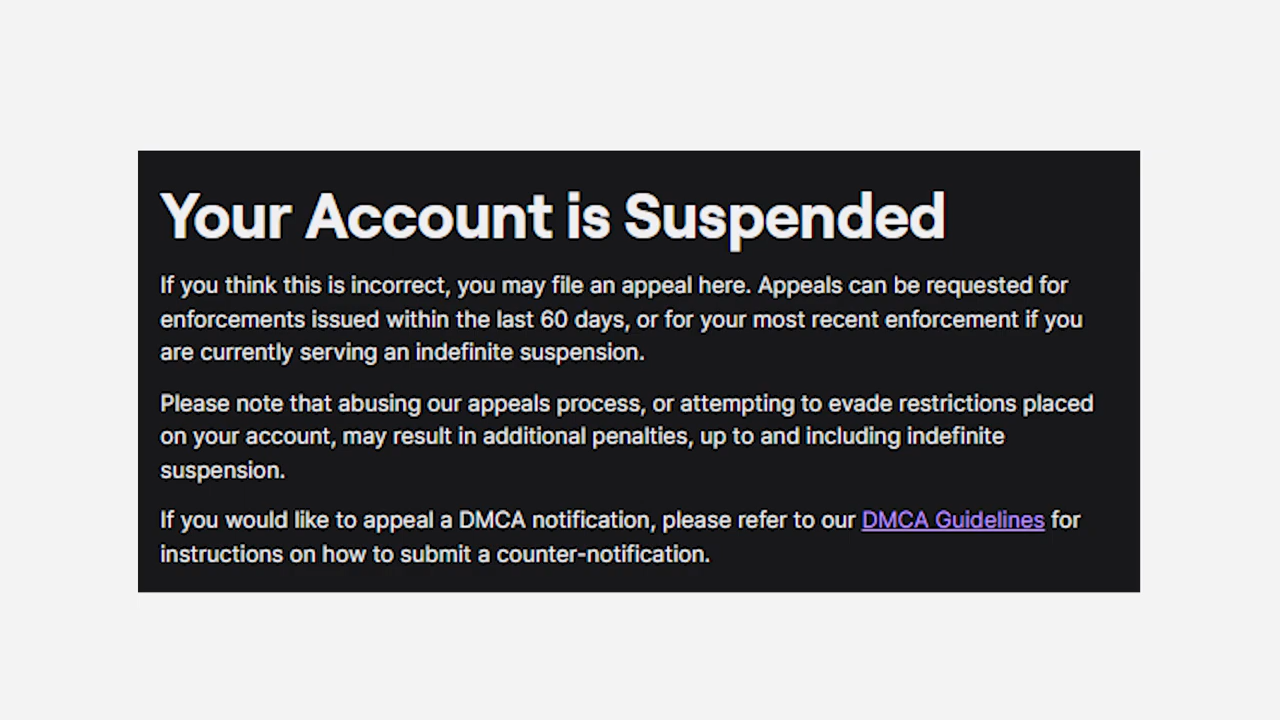 Your Account is Suspended
If you think this is incorrect, you may file an appeal here. Appeals can be requested for
enforcements issued within the last 60 days, or for your most recent enforcement if you
are currently serving an indefinite suspension.
Please note that abusing our appeals process, or attempting to evade restrictions placed
on your account, may result in additional penalties, up to and including indefinite
suspension.
If you would like to appeal a DMCA notification, please refer to our DMCA Guidelines for
instructions on how to submit a counter-notification.